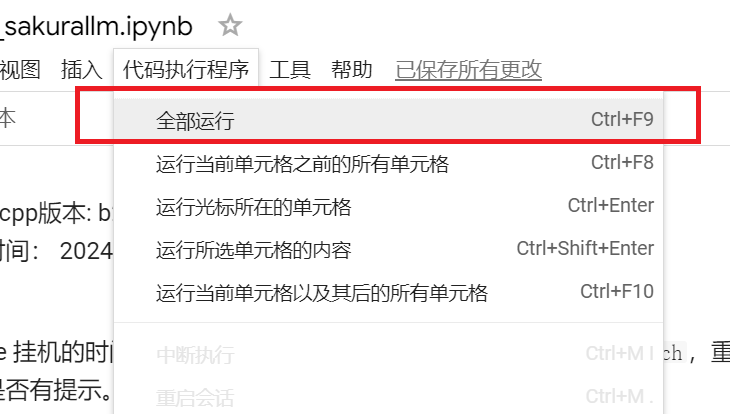 _sakurallm.ipynb ☆
视图 插入 代码执行程序 工具 帮助 已保存所有更改
本
全部运行 Ctrl+F9
运行当前单元格之前的所有单元格 Ctrl+F8
cpp版本: b
运行光标所在的单元格 Ctrl+Enter
时间： 2024
运行所选单元格的内容 Ctrl+Shift+Enter
运行当前单元格以及其后的所有单元格 Ctrl+F10
e 挂机的时间 中断执行 Ctrl+M I ch，重
是否有提示。 重启会话 Ctrl+M .